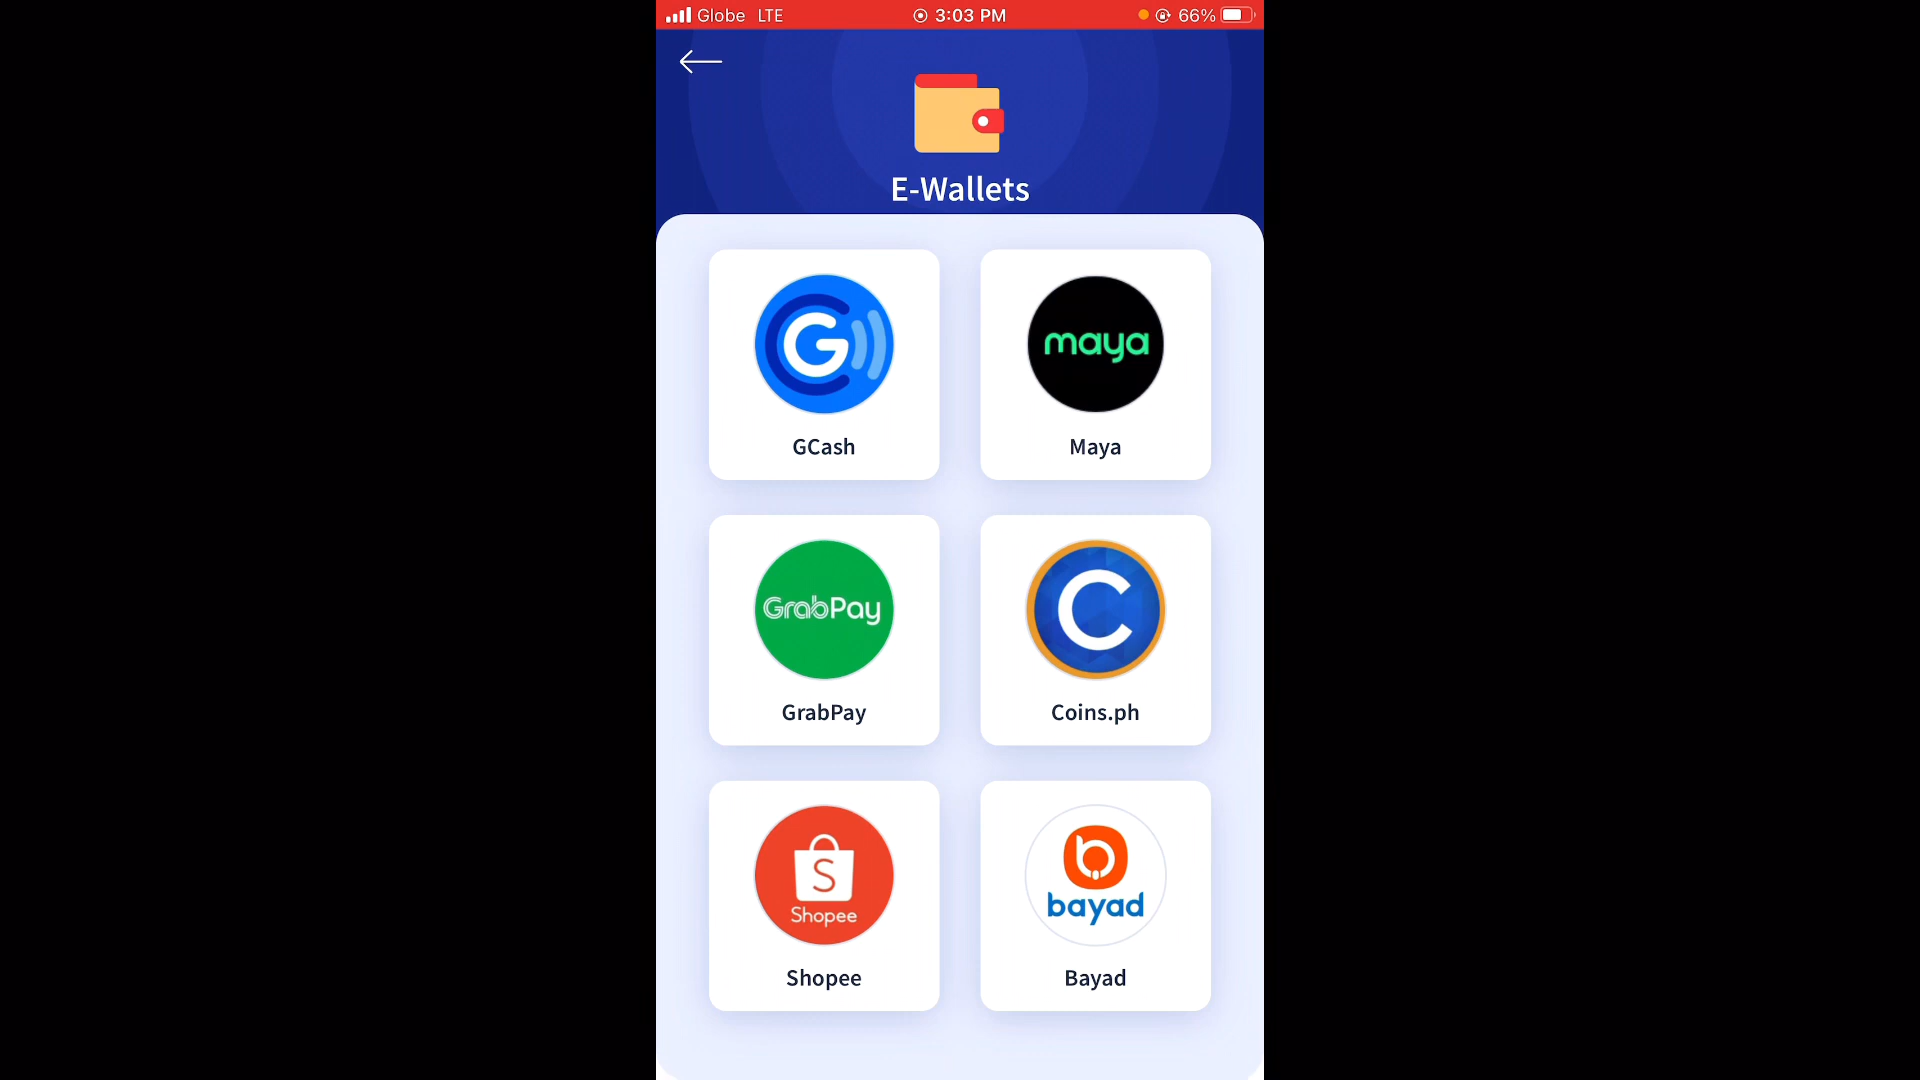 Globe LTE 3:03 PM 66%
E-Wallets
G
maya
GCash Maya
GrabPay C
GrabPay Coins.ph
S b
Shopee bayad
Shopee Bayad